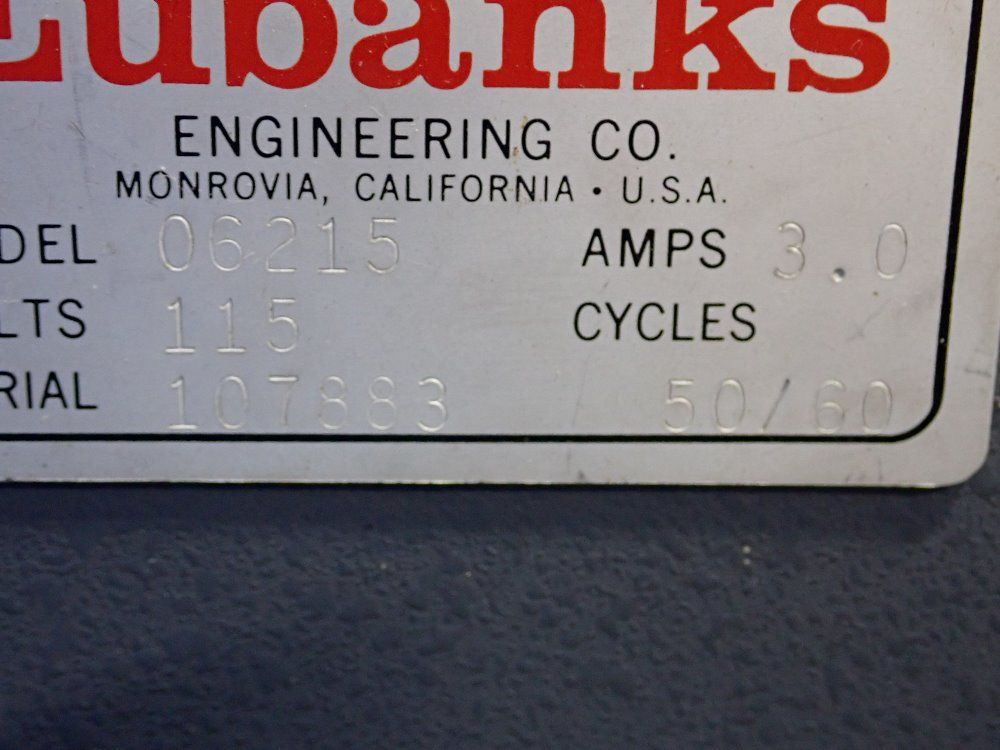 Eubanks
ENGINEERING CO.
MONROVIA, CALIFORNIA • U.S.A.
DEL 06215 AMPS 3.0
LTS 115 CYCLES
RIAL 107883 50/60